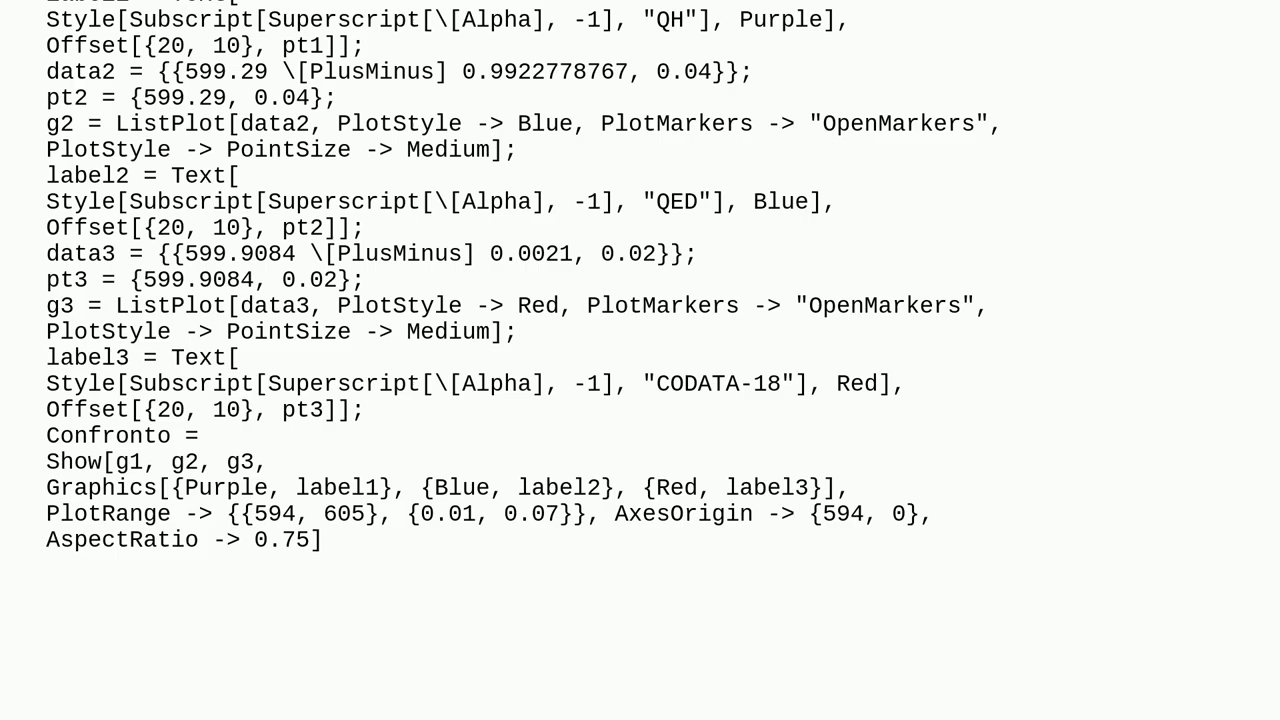 Style[Subscript[Superscript[\[Alpha], -1], "QH"], Purple],
Offset[{20, 10}, pt1]];
data2 = {{599.29 \[PlusMinus] 0.9922778767, 0.04}};
pt2 = {599.29, 0.04};
g2 = ListPlot[data2, PlotStyle -> Blue, PlotMarkers -> "OpenMarkers",
PlotStyle -> PointSize -> Medium];
label2 = Text[
Style[Subscript[Superscript[\[Alpha], -1], "QED"], Blue],
Offset[{20, 10}, pt2]];
data3 = {{599.9084 \[PlusMinus] 0.0021, 0.02}};
pt3 = {599.9084, 0.02};
g3 = ListPlot[data3, PlotStyle -> Red, PlotMarkers -> "OpenMarkers",
PlotStyle -> PointSize -> Medium];
label3 = Text[
Style[Subscript[Superscript[\[Alpha], -1], "CODATA-18"], Red],
Offset[{20, 10}, pt3]];
Confronto =
Show[g1, g2, g3,
Graphics[{Purple, label1}, {Blue, label2}, {Red, label3}],
PlotRange -> {{594, 605}, {0.01, 0.07}}, AxesOrigin -> {594, 0},
AspectRatio -> 0.75]